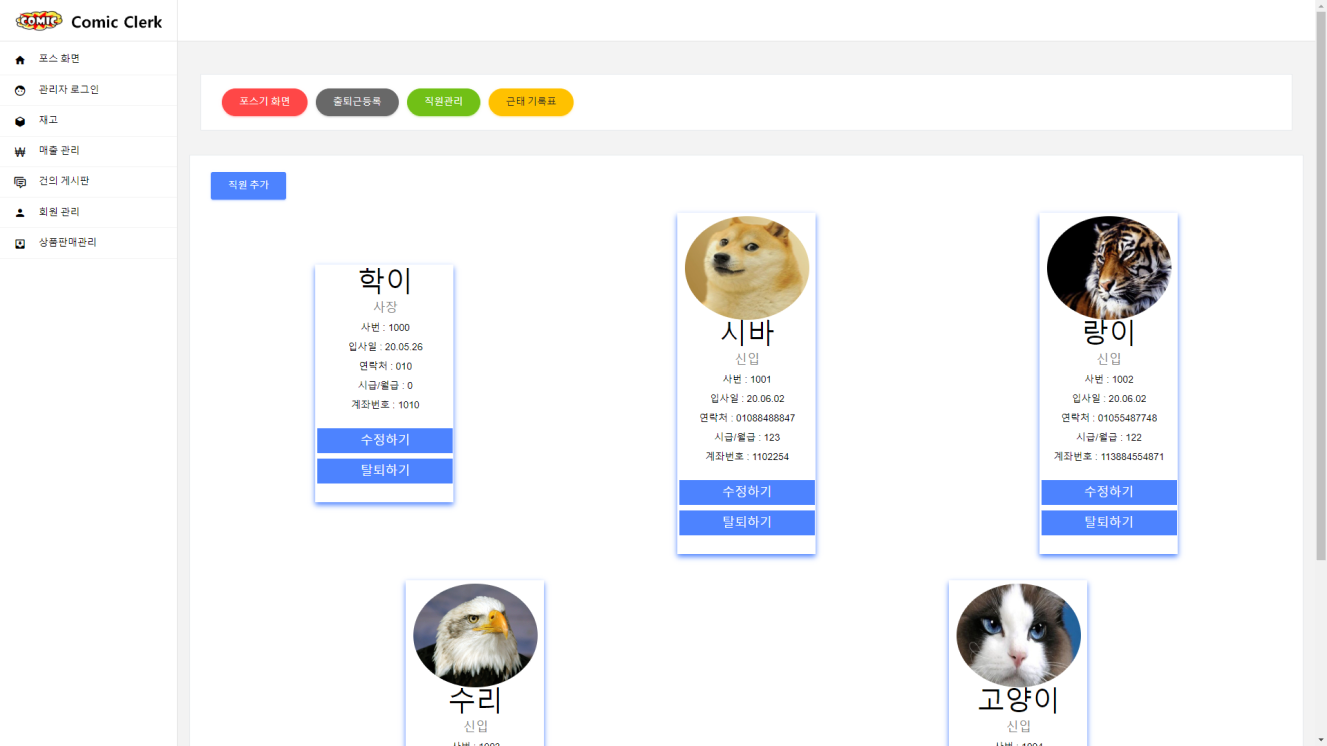 COMIC Comic Clerk
포스 화면
관리자 로그인
재고
매출 관리
건의 게시판
회원 관리
상품판매관리
포스기 화면 출퇴근등록 직원관리 근태 기록표
직원 추가
학이
사장
사번 : 1000
입사일 : 20.05.26
연락처 : 010
시급/월급 : 0
계좌번호 : 1010
수정하기
탈퇴하기
시바
신입
사번 : 1001
입사일 : 20.06.02
연락처 : 01088488847
시급/월급 : 123
계좌번호 : 1102254
수정하기
탈퇴하기
랑이
신입
사번 : 1002
입사일 : 20.06.02
연락처 : 01055487748
시급/월급 : 122
계좌번호 : 113884554871
수정하기
탈퇴하기
수리
신입
사번 : 1003
고양이
신입
사번 : 1004